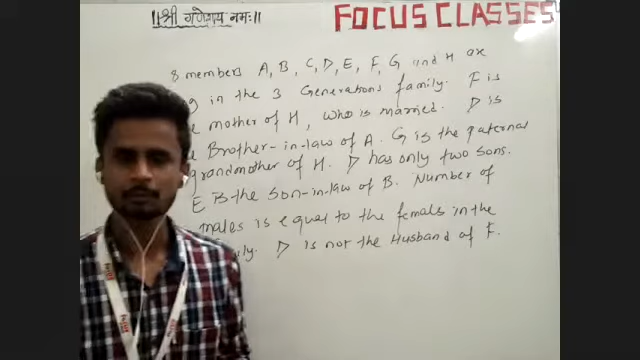 ||श्री गणेशाय नमः||
FOCUS CLASSES
8 members A, B, C, D, E, F, G and H are
g in the 3 Generations family. F is
mother of H, Who is married. D is
Brother-in-law of A. G is the paternal
grandmother of H. D has only two sons.
E is the son-in-law of B. Number of
males is equal to the females in the
ly. D is not the Husband of F.